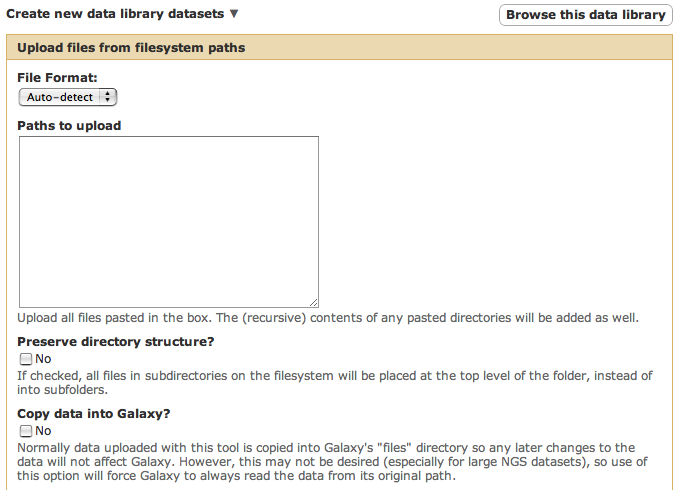 Create new data library datasets ▼
Browse this data library
Upload files from filesystem paths
File Format:
Auto-detect
Paths to upload
Upload all files pasted in the box. The (recursive) contents of any pasted directories will be added as well.
Preserve directory structure?
No
If checked, all files in subdirectories on the filesystem will be placed at the top level of the folder, instead of
into subfolders.
Copy data into Galaxy?
No
Normally data uploaded with this tool is copied into Galaxy's "files" directory so any later changes to the
data will not affect Galaxy. However, this may not be desired (especially for large NGS datasets), so use of
this option will force Galaxy to always read the data from its original path.